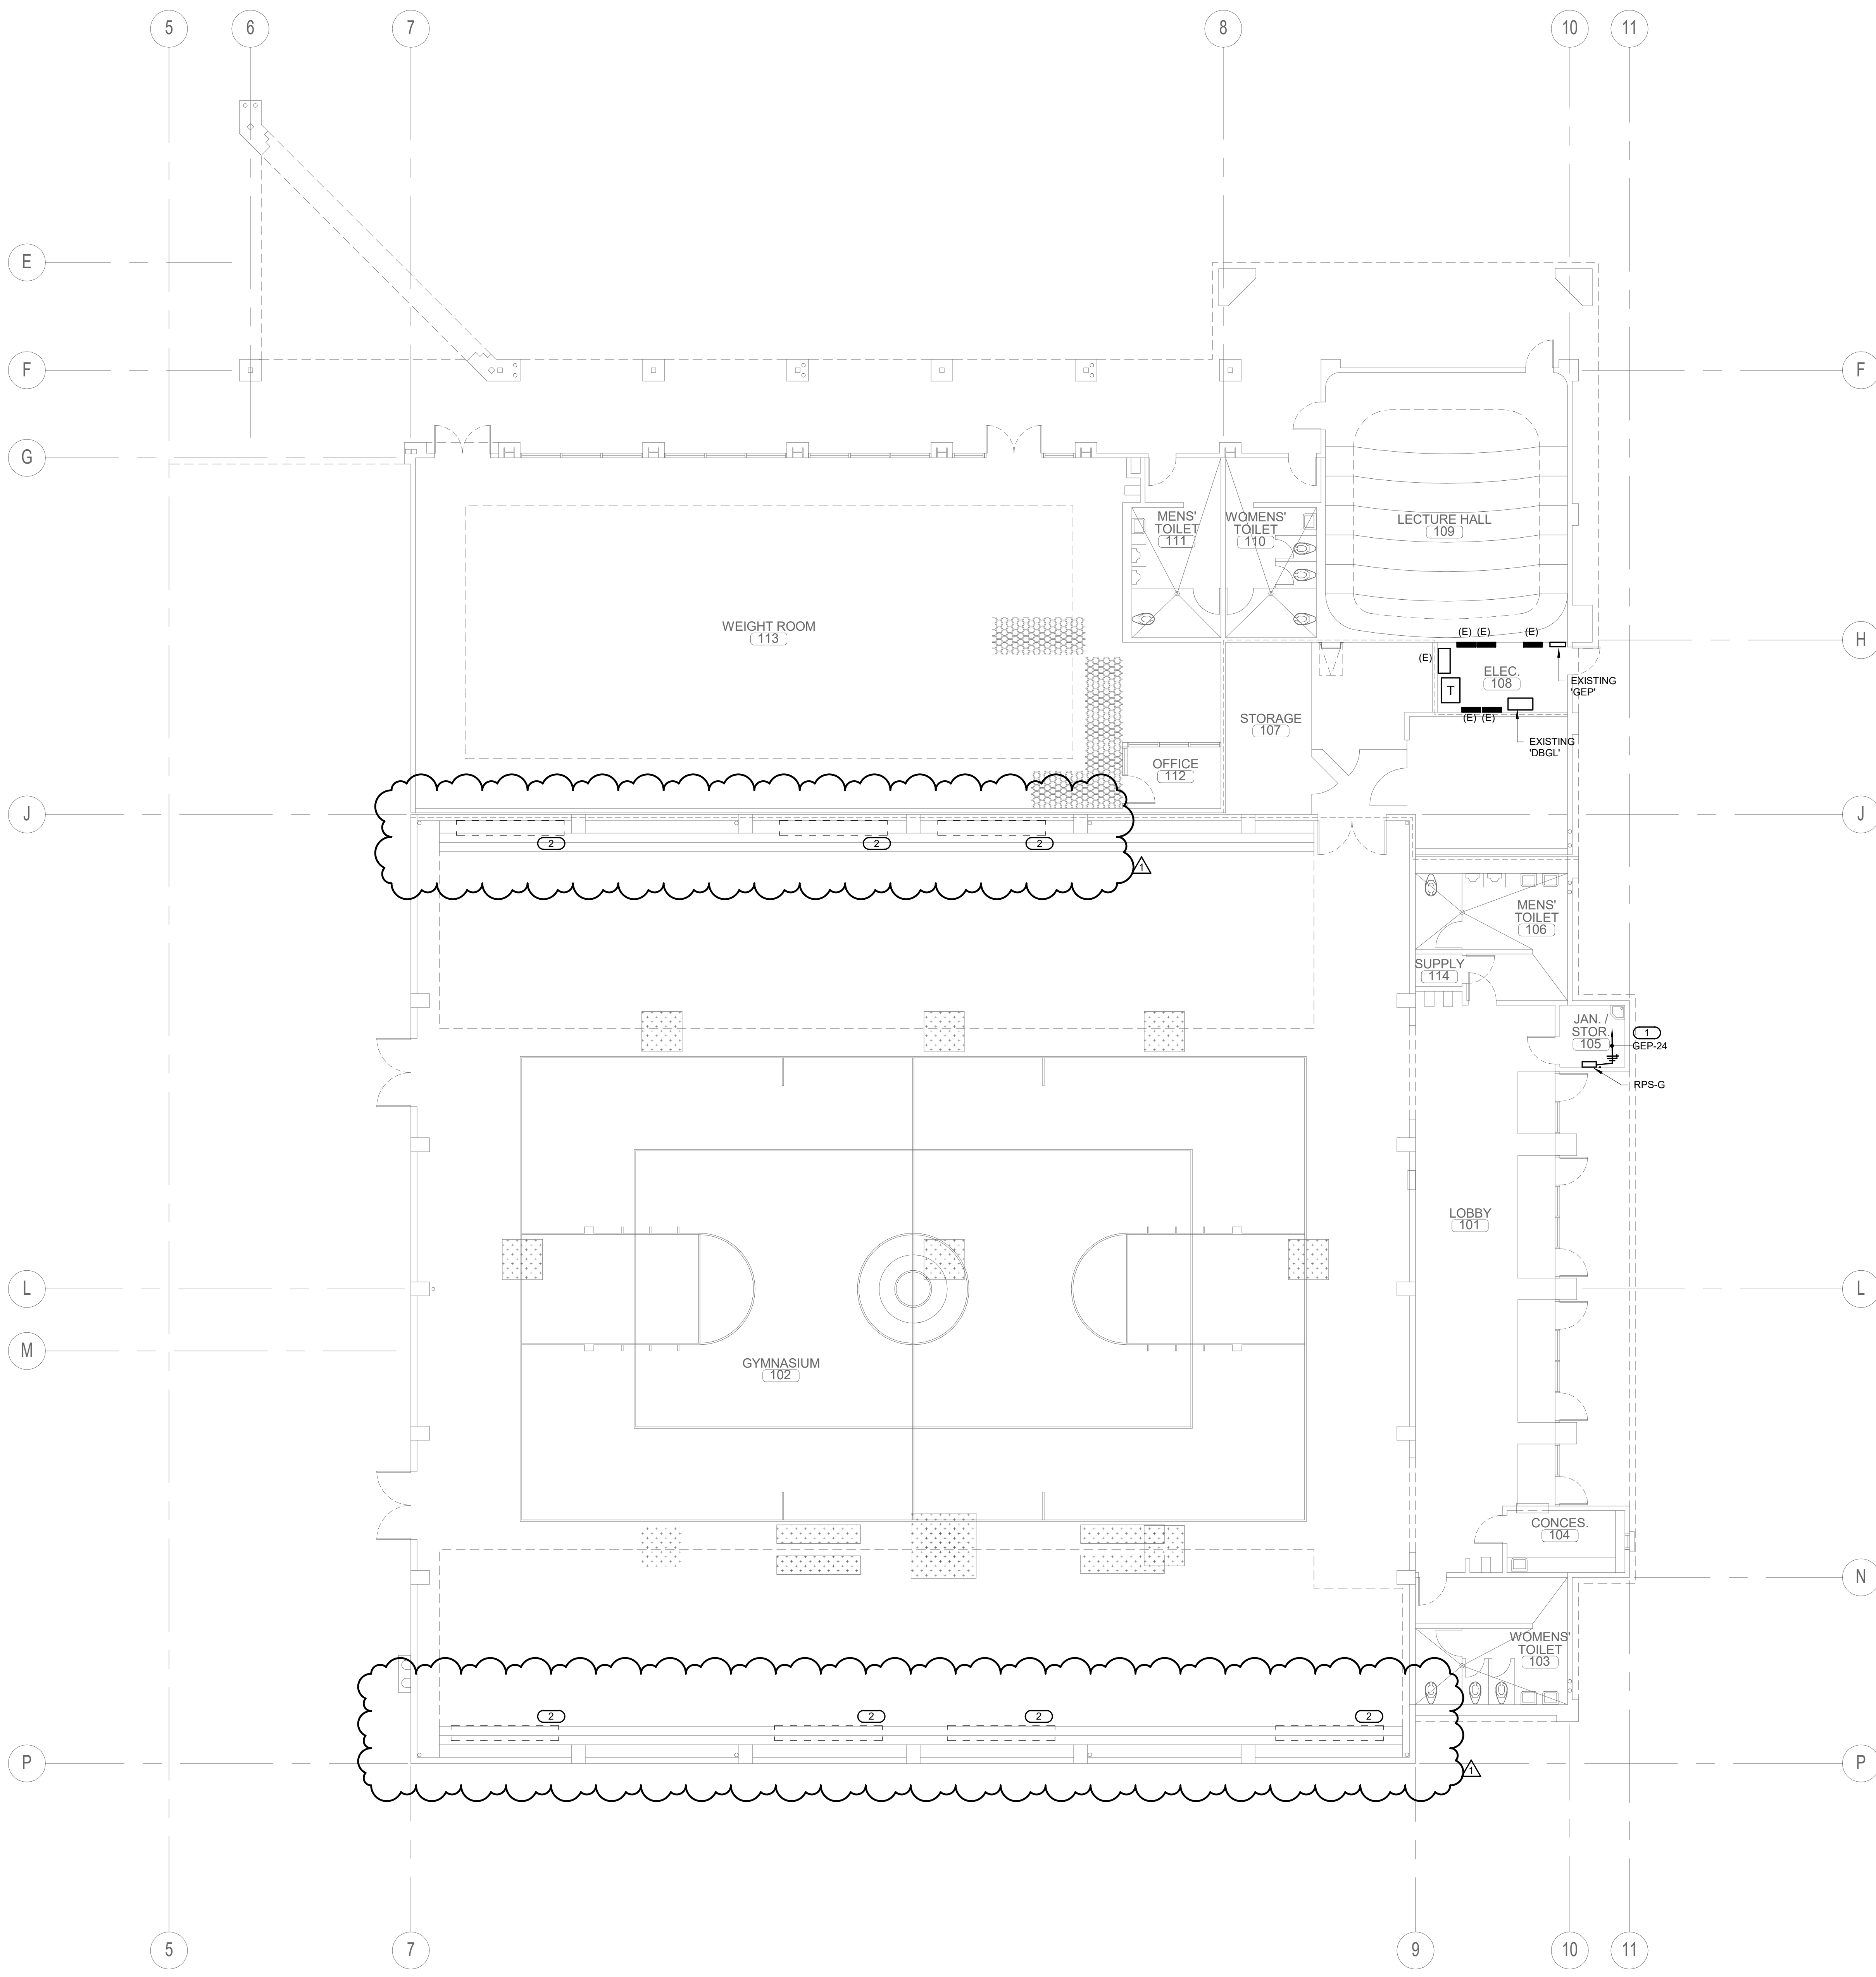 5
6
7
8
10
11
E
F
F
G
MENS'
TOILET
111
WOMENS'
TOILET
110
LECTURE HALL
109
WEIGHT ROOM
113
(E)
(E)
(E)
H
(E)
ELEC.
108
EXISTING
'GEP'
T
STORAGE
107
(E)
(E)
EXISTING
'DBGL'
OFFICE
112
J
J
2
2
2
1
MENS'
TOILET
106
SUPPLY
114
JAN. /
STOR.
105
1
GEP-24
RPS-G
LOBBY
101
L
L
M
GYMNASIUM
102
CONCES.
104
N
WOMENS'
TOILET
103
2
2
2
2
P
P
1
5
7
9
10
11